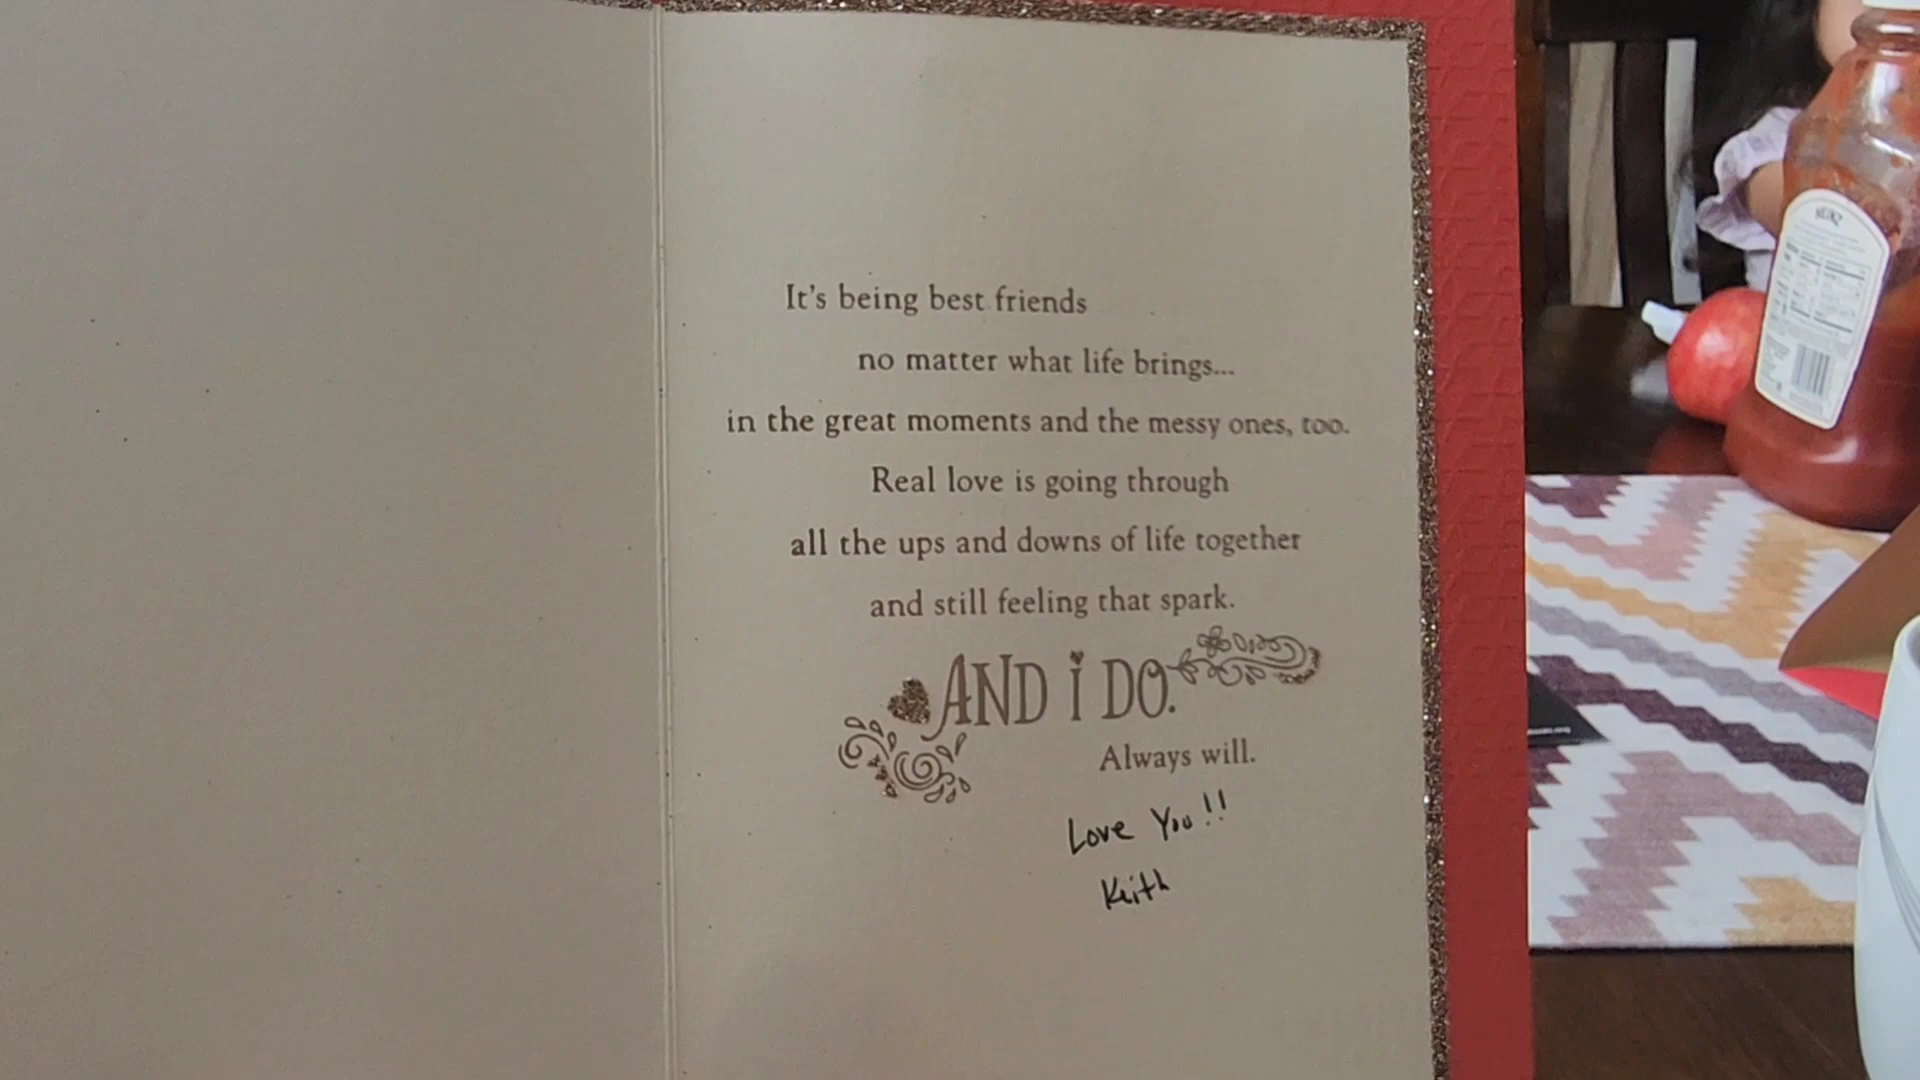 It's being best friends
no matter what life brings...
in the great moments and the messy ones, too.
Real love is going through
all the ups and downs of life together
and still feeling that spark.
AND i DO.
Always will.
Love You!!
Keith